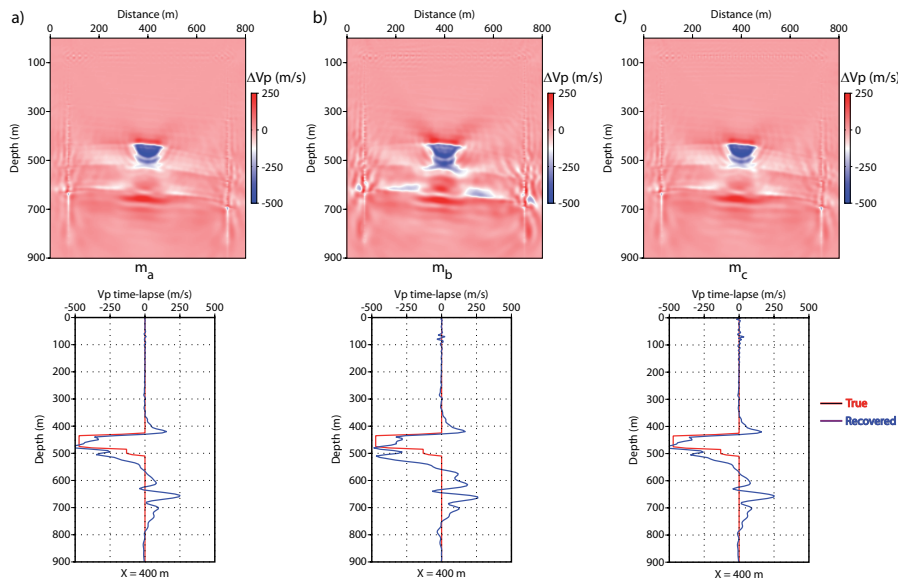 a)
Distance (m)
0 200 400 600 800
100
300
500
700
900
Depth (m)
ΔVp (m/s)
250
0
-250
-500
m_a
b)
Distance (m)
0 200 400 600 800
100
300
500
700
900
Depth (m)
ΔVp (m/s)
250
0
-250
-500
m_b
c)
Distance (m)
0 200 400 600 800
100
300
500
700
900
Depth (m)
ΔVp (m/s)
250
0
-250
-500
m_c
Vp time-lapse (m/s)
-500 -250 0 250 500
0
100
200
300
400
500
600
700
800
900
Depth (m)
X = 400 m
Vp time-lapse (m/s)
-500 -250 0 250 500
0
100
200
300
400
500
600
700
800
900
Depth (m)
X = 400 m
Vp time-lapse (m/s)
-500 -250 0 250 500
0
100
200
300
400
500
600
700
800
900
Depth (m)
X = 400 m
True
Recovered